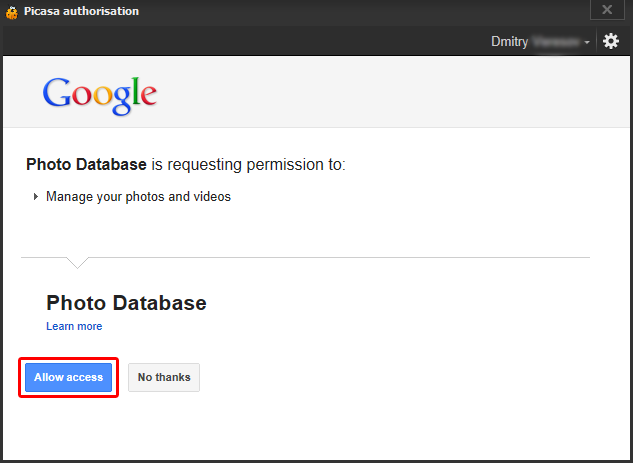 Picasa authorisation
Dmitry
Google
Photo Database is requesting permission to:
Manage your photos and videos
Photo Database
Learn more
Allow access
No thanks